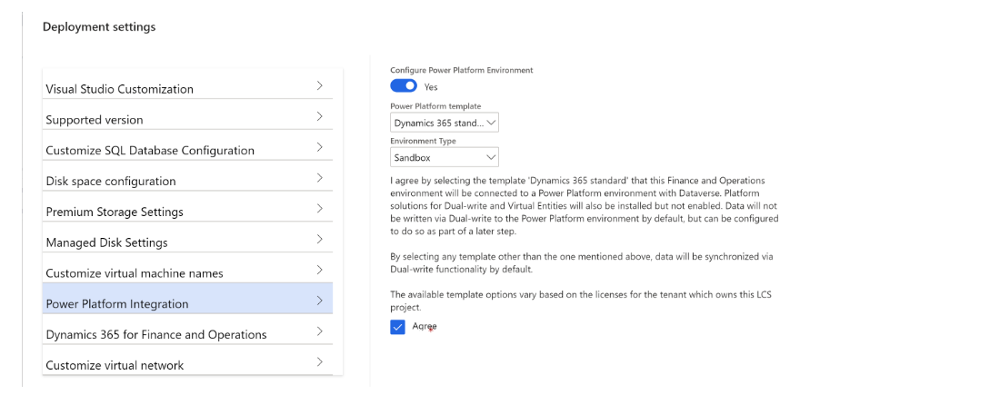 Deployment settings
Visual Studio Customization
Supported version
Customize SQL Database Configuration
Disk space configuration
Premium Storage Settings
Managed Disk Settings
Customize virtual machine names
Power Platform Integration
Dynamics 365 for Finance and Operations
Customize virtual network
Configure Power Platform Environment
Yes
Power Platform template
Dynamics 365 stand...
Environment Type
Sandbox
I agree by selecting the template 'Dynamics 365 standard' that this Finance and Operations
environment will be connected to a Power Platform environment with Dataverse. Platform
solutions for Dual-write and Virtual Entities will also be installed but not enabled. Data will not
be written via Dual-write to the Power Platform environment by default, but can be configured
to do so as part of a later step.
By selecting any template other than the one mentioned above, data will be synchronized via
Dual-write functionality by default.
The available template options vary based on the licenses for the tenant which owns this LCS
project.
Agree